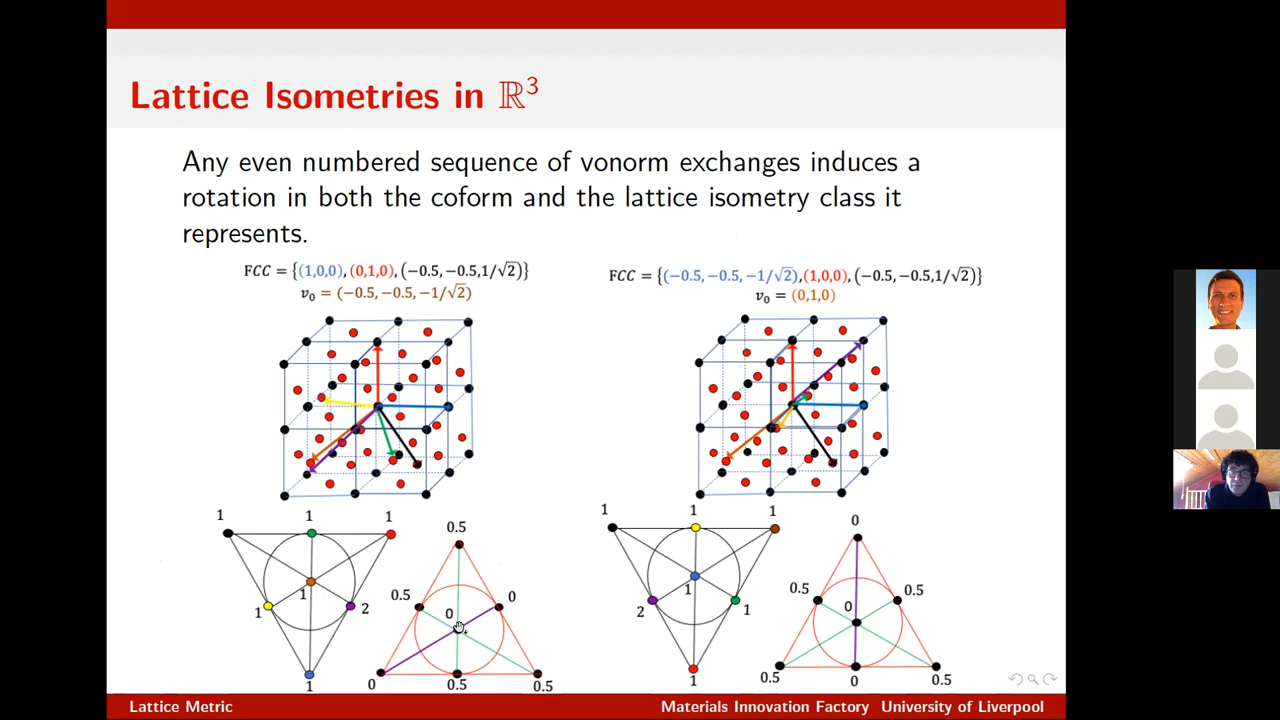 Lattice Isometries in ℝ³
Any even numbered sequence of vonorm exchanges induces a
rotation in both the coform and the lattice isometry class it
represents.
FCC = {(1,0,0), (0,1,0), (−0.5, −0.5,1/√2)}
v₀ = (−0.5, −0.5, −1/√2)
FCC = {(−0.5, −0.5, −1/√2), (1,0,0), (−0.5, −0.5,1/√2)}
v₀ = (0,1,0)
1 1 1
1
1 2
1
0.5
0.5 0
0
0 0.5 0.5
1 1 1
1
2 1
1
0
0.5 0.5
0
0.5 0 0.5
Lattice Metric
Materials Innovation Factory University of Liverpool